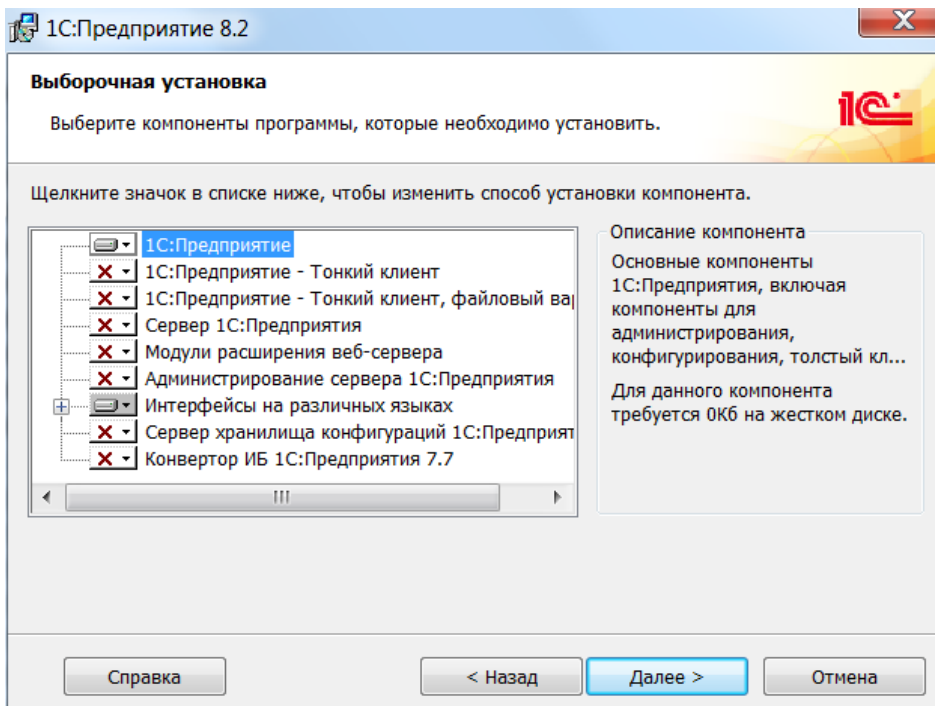 1С:Предприятие 8.2
Выборочная установка
Выберите компоненты программы, которые необходимо установить.
1С
Щелкните значок в списке ниже, чтобы изменить способ установки компонента.
1С:Предприятие
1С:Предприятие - Тонкий клиент
1С:Предприятие - Тонкий клиент, файловый
Сервер 1С:Предприятия
Модули расширения веб-сервера
Администрирование сервера 1С:Предприятия
Интерфейсы на различных языках
Сервер хранилища конфигураций 1С:Предприят
Конвертор ИБ 1С:Предприятия 7.7
Описание компонента
Основные компоненты
1С:Предприятия, включая
компоненты для
администрирования,
конфигурирования, толстый кл...
Для данного компонента
требуется 0Кб на жестком диске.
Справка
< Назад
Далее >
Отмена